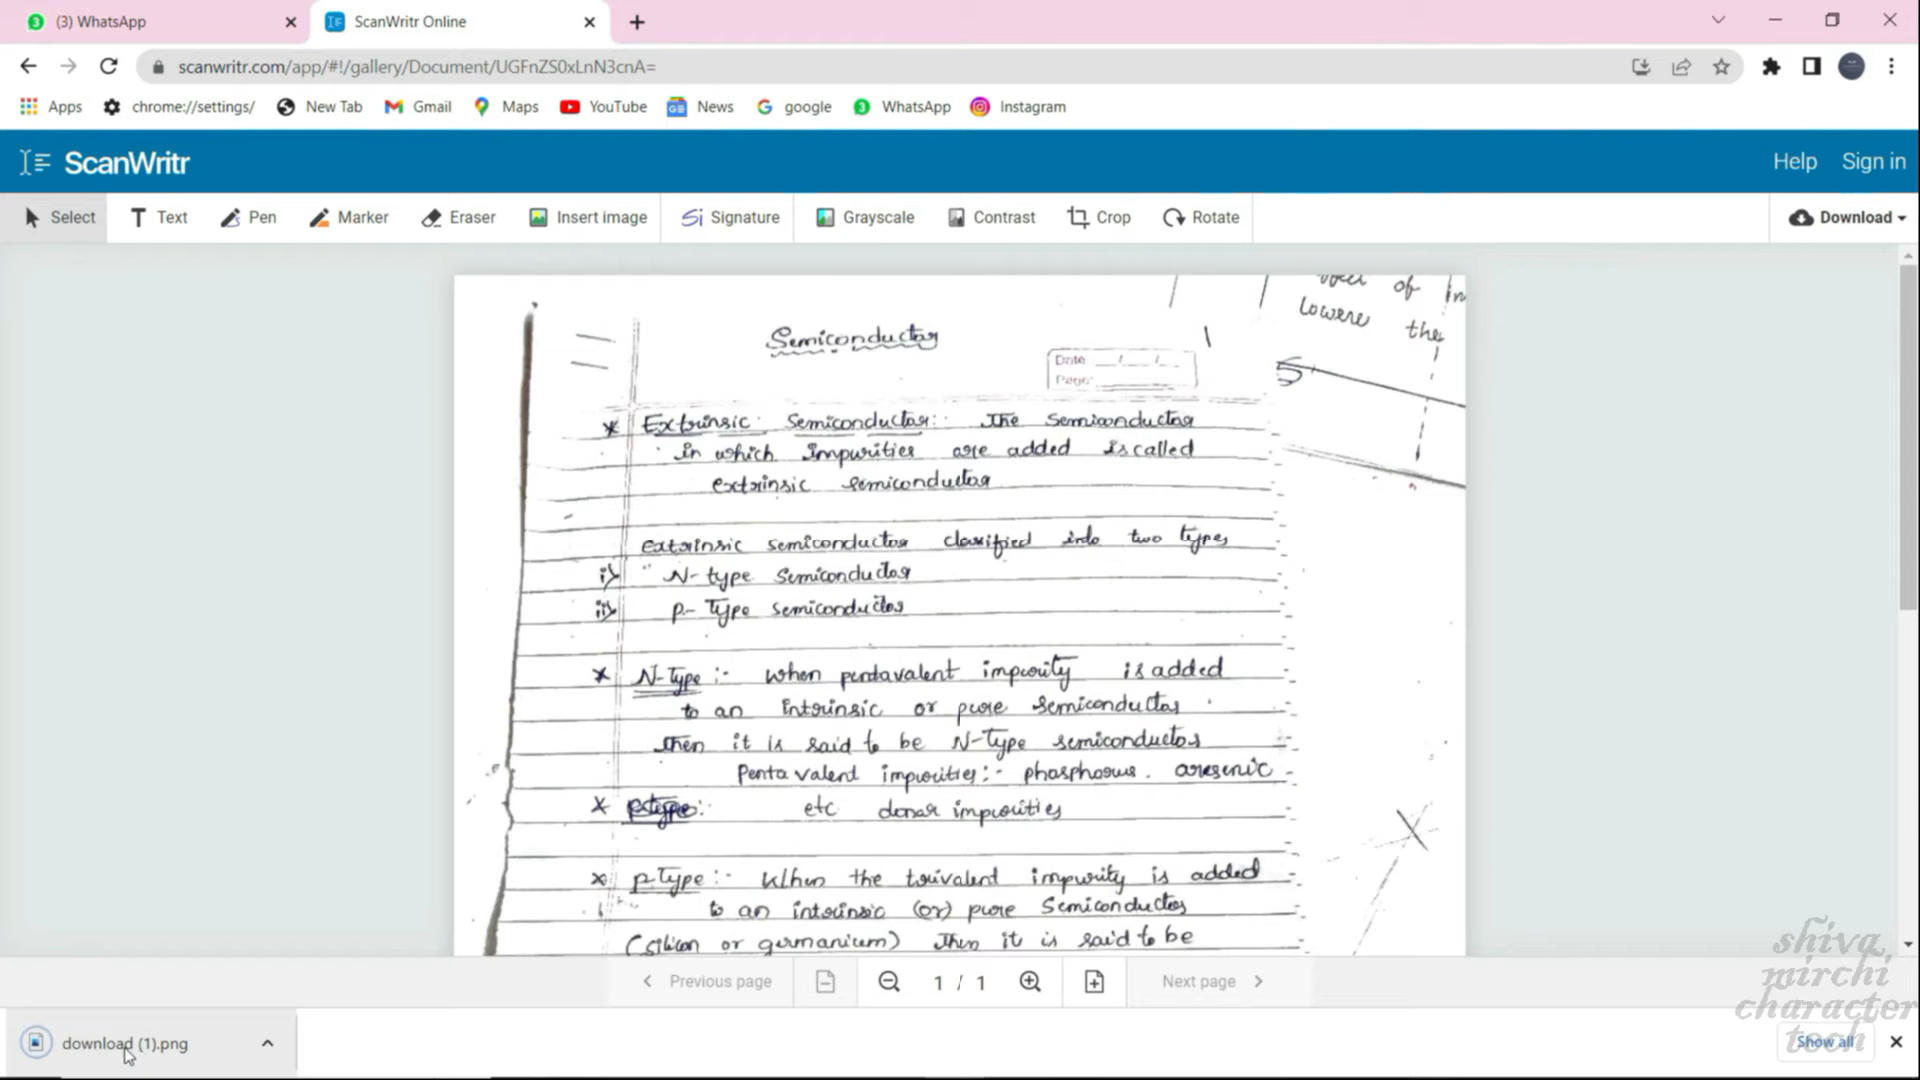 (3) WhatsApp
ScanWritr Online
scanwritr.com/app/#!/gallery/Document/UGFnZS0xLnN3cnA=
Apps chrome://settings/ New Tab Gmail Maps YouTube News google WhatsApp Instagram
ScanWritr
Help Sign in
Select Text Pen Marker Eraser Insert image Signature Grayscale Contrast Crop Rotate Download
of In
lowere the
5
Semiconductor
1
Date / /
Page:
* Extrinsic Semiconductor:- The Semiconductor
in which impurities are added is called
extrinsic semiconductor
Extrinsic semiconductor classified into two types
i) N-type Semiconductor
ii) P-Type semiconductor
* N-Type :- when pentavalent impurity is added
to an intrinsic or pure semiconductor
Then it is said to be N-Type semiconductor
Penta valent impurities:- phosphorus. aresenic
* etc donar impurities
* P-Type :- When the trivalent impurity is added
to an intrinsic (or) pure Semiconductor
(silicon or germanium) Then it is said to be
Previous page 1 / 1 Next page
download (1).png
Show all
shiva
mirchi
character
tech